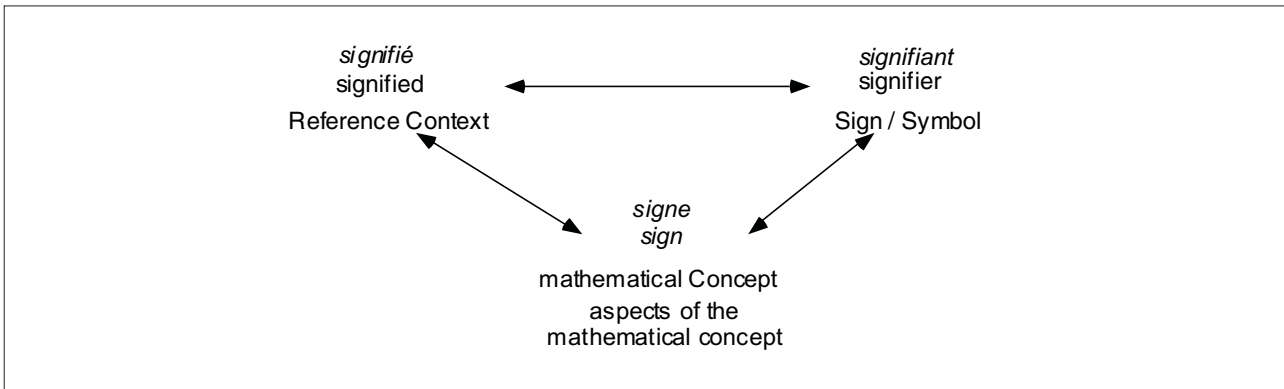 signifié
signified
Reference Context
signifiant
signifier
Sign / Symbol
signe
sign
mathematical Concept
aspects of the
mathematical concept